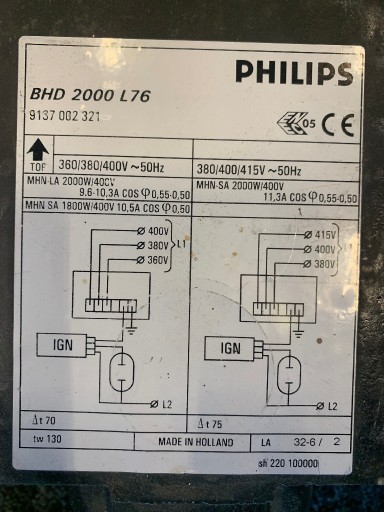 PHILIPS
BHD 2000 L76
9137 002 321
05 CE
TOF
360/380/400V ~50Hz
380/400/415V ~50Hz
MHN-LA 2000W/400V
9.6-10,3A COS φ 0,55-0,50
MHN SA 1800W/400V 10,5A COS φ 0,50
MHN-SA 2000W/400V
11,3A COS φ 0,55-0,50
⌀ 400V
⌀ 380V
⌀ 360V
L1
IGN
⌀ L2
⌀ 415V
⌀ 400V
⌀ 380V
L1
IGN
⌀ L2
Δt 70
Δt 75
tw 130
MADE IN HOLLAND
LA 32-6 / 2
sh 220 100000